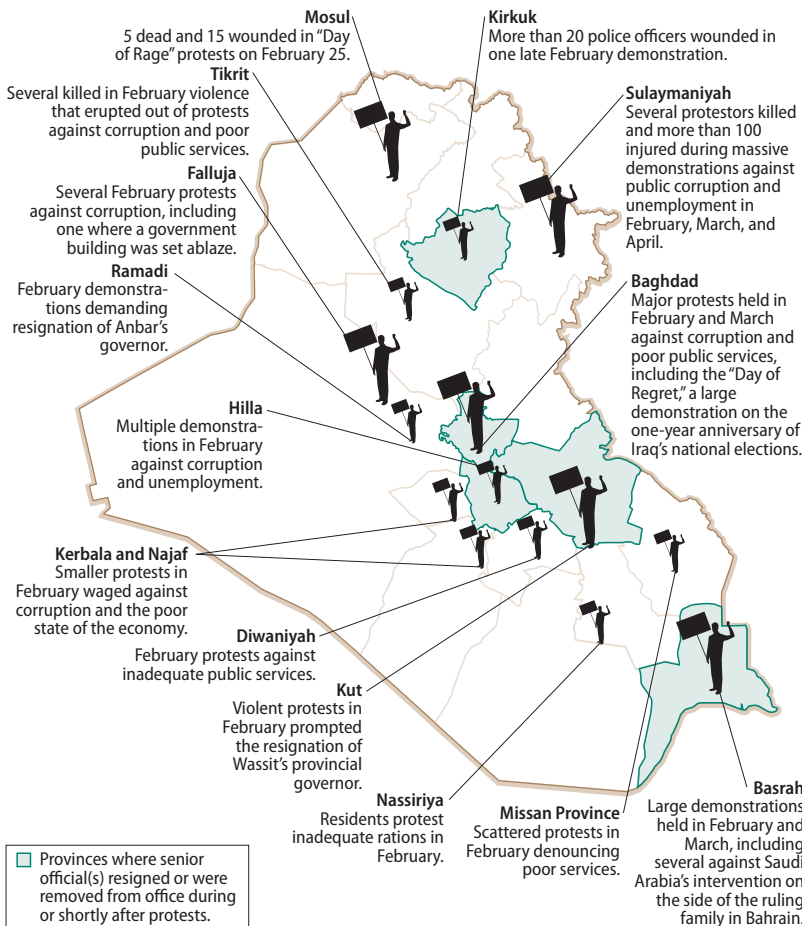 Mosul
5 dead and 15 wounded in “Day
of Rage” protests on February 25.
Kirkuk
More than 20 police officers wounded in
one late February demonstration.
Tikrit
Several killed in February violence
that erupted out of protests
against corruption and poor
public services.
Sulaymaniyah
Several protestors killed
and more than 100
injured during massive
demonstrations against
public corruption and
unemployment in
February, March, and
April.
Falluja
Several February protests
against corruption, including
one where a government
building was set ablaze.
Ramadi
February demonstra-
tions demanding
resignation of Anbar’s
governor.
Baghdad
Major protests held in
February and March
against corruption and
poor public services,
including the “Day of
Regret,” a large
demonstration on the
one-year anniversary of
Iraq’s national elections.
Hilla
Multiple demonstra-
tions in February
against corruption
and unemployment.
Kerbala and Najaf
Smaller protests in
February waged against
corruption and the poor
state of the economy.
Diwaniyah
February protests against
inadequate public services.
Kut
Violent protests in
February prompted
the resignation of
Wassit’s provincial
governor.
Nassiriya
Residents protest
inadequate rations in
February.
Missan Province
Scattered protests in
February denouncing
poor services.
Basrah
Large demonstrations
held in February and
March, including
several against Saudi
Arabia’s intervention on
the side of the ruling
family in Bahrain.
Provinces where senior
official(s) resigned or were
removed from office during
or shortly after protests.